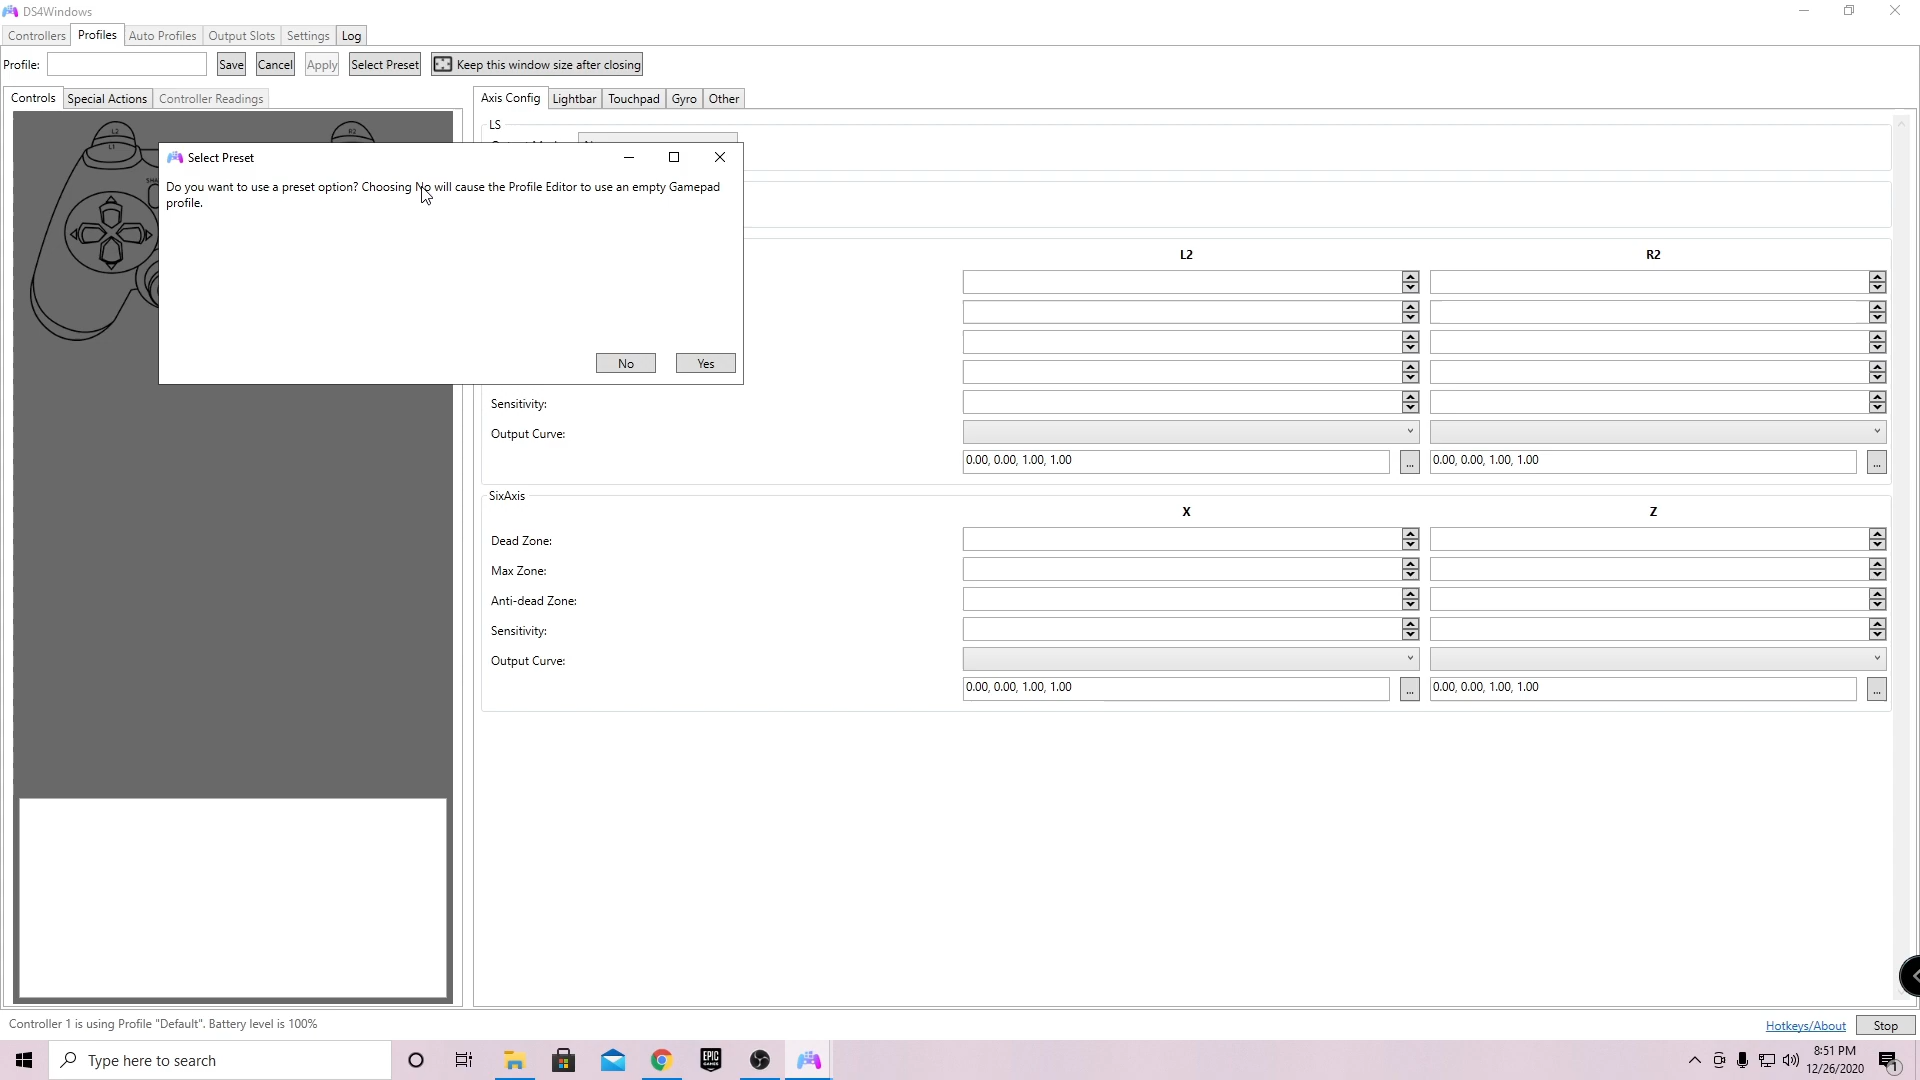 DS4Windows
Controllers Profiles Auto Profiles Output Slots Settings Log
Profile: Save Cancel Apply Select Preset Keep this window size after closing
Controls Special Actions Controller Readings
Axis Config Lightbar Touchpad Gyro Other
L2
L1
R2
LS
Select Preset
Do you want to use a preset option? Choosing No will cause the Profile Editor to use an empty Gamepad
profile.
No Yes
L2 R2
Sensitivity:
Output Curve:
0.00, 0.00, 1.00, 1.00 ... 0.00, 0.00, 1.00, 1.00 ...
SixAxis
X Z
Dead Zone:
Max Zone:
Anti-dead Zone:
Sensitivity:
Output Curve:
0.00, 0.00, 1.00, 1.00 ... 0.00, 0.00, 1.00, 1.00 ...
Controller 1 is using Profile "Default". Battery level is 100%
Hotkeys/About Stop
Type here to search
EPIC
GAMES
8:51 PM
12/26/2020
1